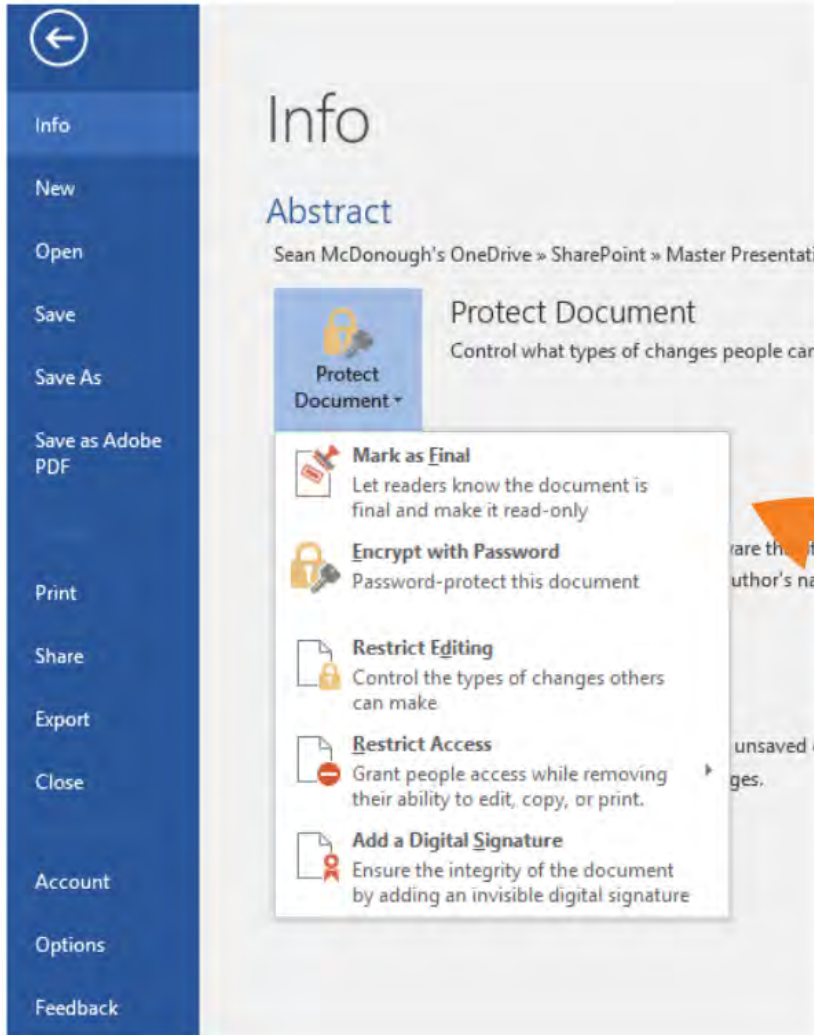 Info
New
Open
Save
Save As
Save as Adobe
PDF
Print
Share
Export
Close
Account
Options
Feedback
Info
Abstract
Sean McDonough's OneDrive » SharePoint » Master
Protect
Document
Protect Document
Control what types of changes people
Mark as Final
Let readers know the document is
final and make it read-only
Encrypt with Password
Password-protect this document
Restrict Editing
Control the types of changes others
can make
Restrict Access
Grant people access while removing
their ability to edit, copy, or print.
Add a Digital Signature
Ensure the integrity of the document
by adding an invisible digital signature
unsaved